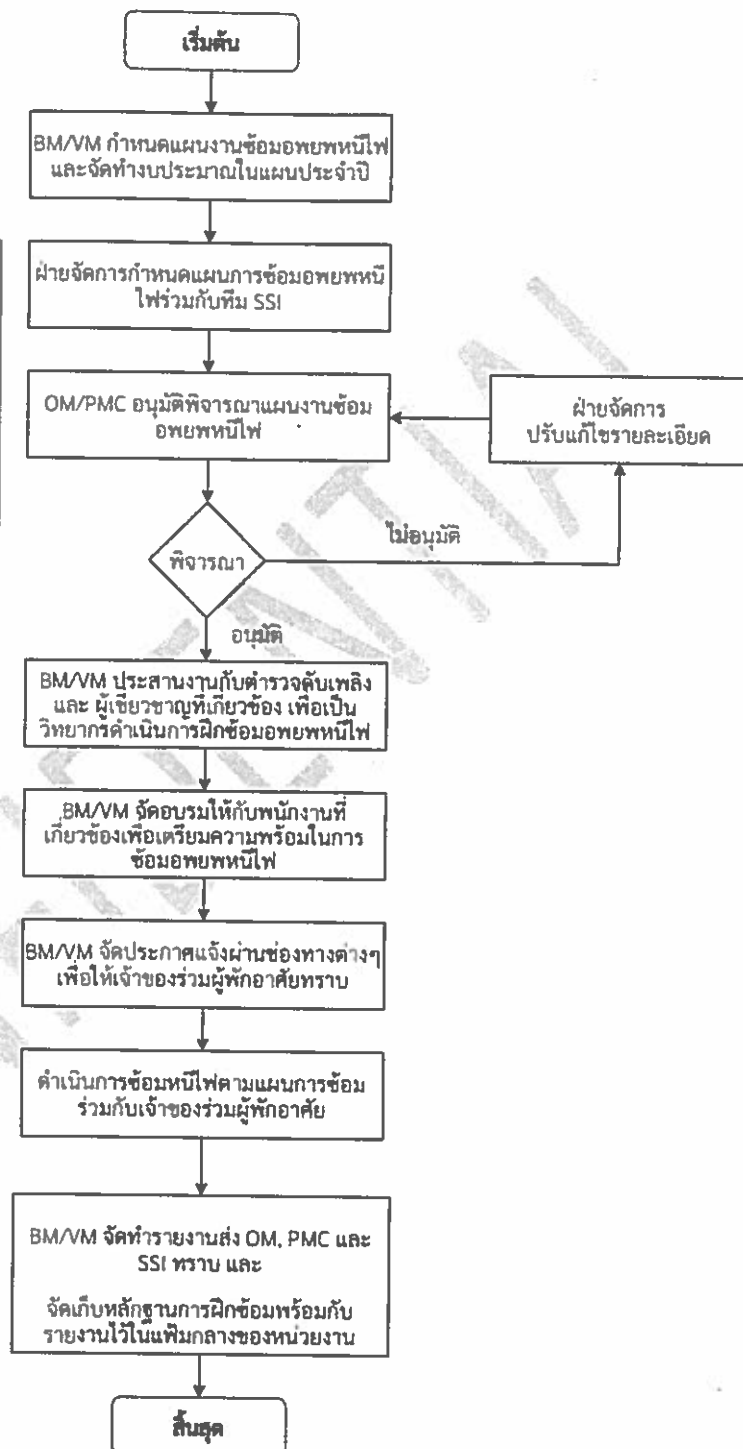 เริ่มต้น
BM/VM กำหนดแผนงานซ้อมอพยพหนีไฟ
และจัดทำงบประมาณในแผนประจำปี
ฝ่ายจัดการกำหนดแผนการซ้อมอพยพหนี
ไฟร่วมกับทีม SSI
OM/PMC อนุมัติพิจารณาแผนงานซ้อม
อพยพหนีไฟ
ฝ่ายจัดการ
ปรับแก้ไขรายละเอียด
พิจารณา
ไม่อนุมัติ
อนุมัติ
BM/VM ประสานงานกับตำรวจดับเพลิง
และ ผู้เชี่ยวชาญที่เกี่ยวข้อง เพื่อเป็น
วิทยากรดำเนินการฝึกซ้อมอพยพหนีไฟ
BM/VM จัดอบรมให้กับพนักงานที่
เกี่ยวข้องเพื่อเตรียมความพร้อมในการ
ซ้อมอพยพหนีไฟ
BM/VM จัดประกาศแจ้งผ่านช่องทางต่างๆ
เพื่อให้เจ้าของร่วมผู้พักอาศัยทราบ
ดำเนินการซ้อมหนีไฟตามแผนการซ้อม
ร่วมกับเจ้าของร่วมผู้พักอาศัย
BM/VM จัดทำรายงานส่ง OM, PMC และ
SSI ทราบ และ
จัดเก็บหลักฐานการฝึกซ้อมพร้อมกับ
รายงานไว้ในแฟ้มกลางของหน่วยงาน
สิ้นสุด